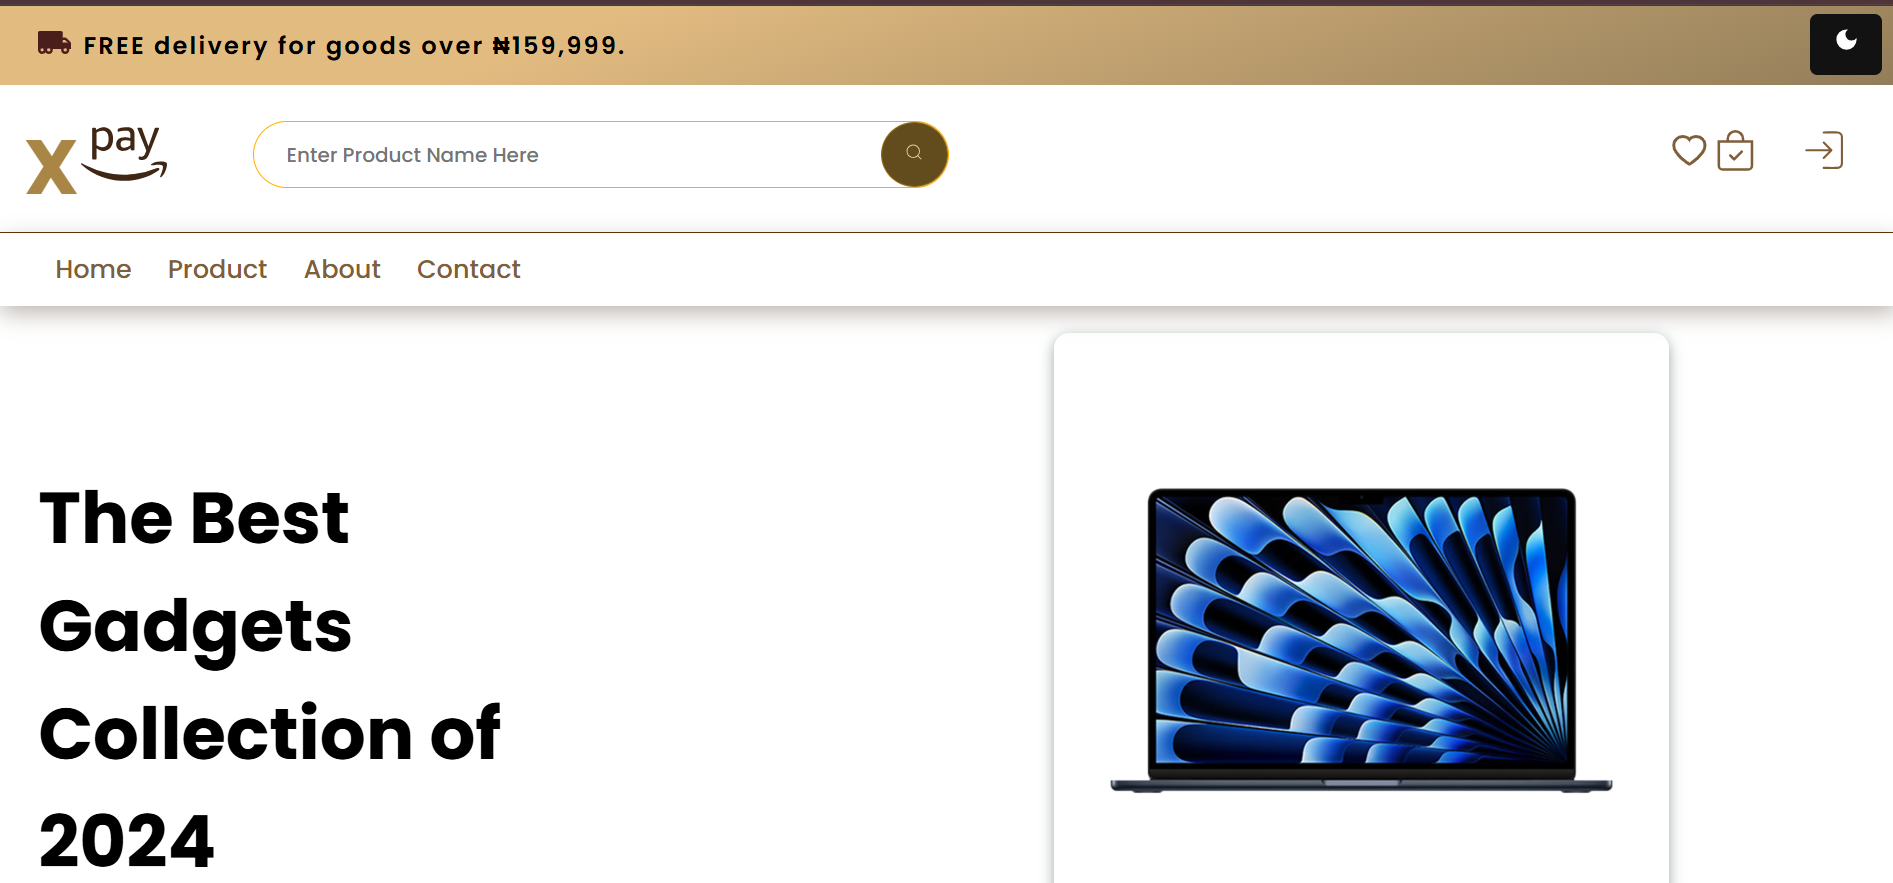 FREE delivery for goods over ₦159,999.
X pay
Enter Product Name Here
Home Product About Contact
The Best
Gadgets
Collection of
2024